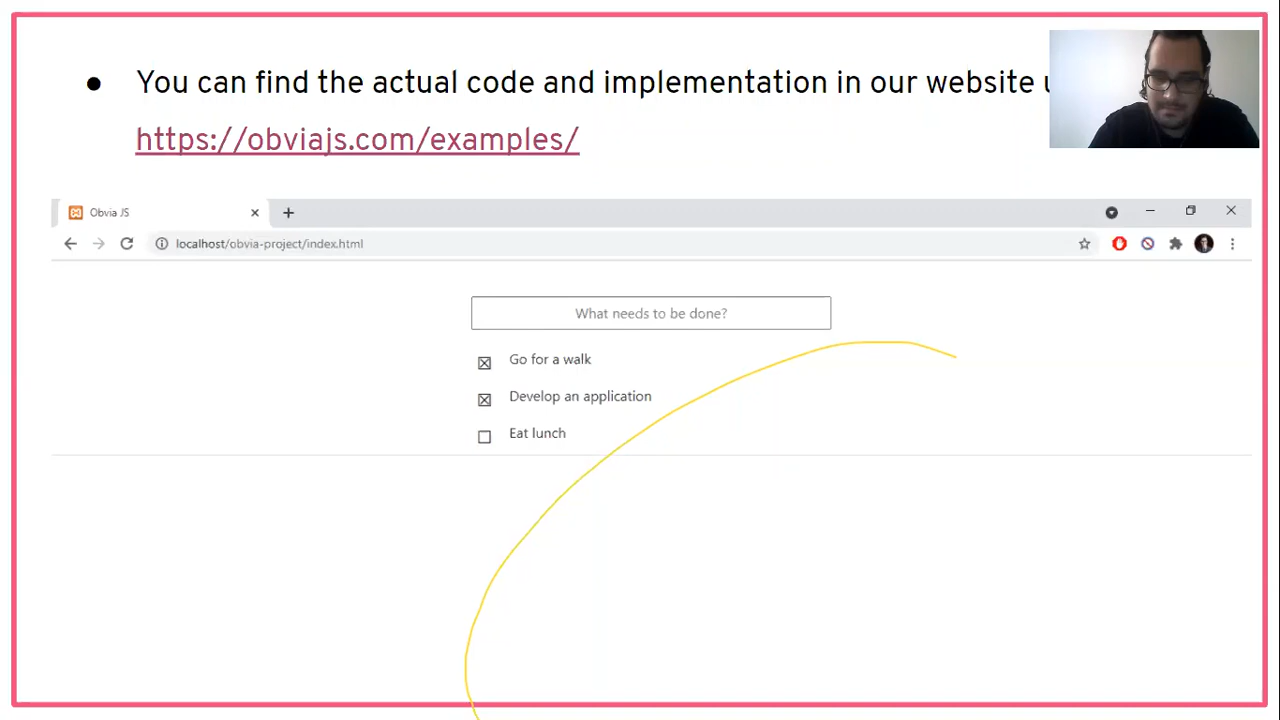 You can find the actual code and implementation in our website
https://obviajs.com/examples/
Obvia JS
localhost/obvia-project/index.html
What needs to be done?
Go for a walk
Develop an application
Eat lunch